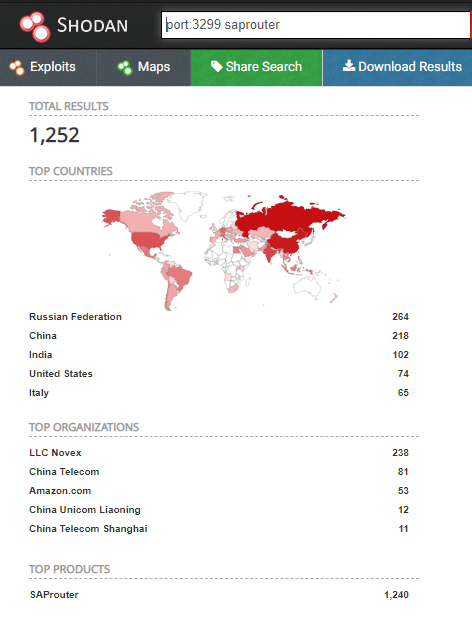 SHODAN
port:3299 saprouter
Exploits Maps Share Search Download Results
TOTAL RESULTS
1,252
TOP COUNTRIES
Russian Federation 264
China 218
India 102
United States 74
Italy 65
TOP ORGANIZATIONS
LLC Novex 238
China Telecom 81
Amazon.com 53
China Unicom Liaoning 12
China Telecom Shanghai 11
TOP PRODUCTS
SAProuter 1,240